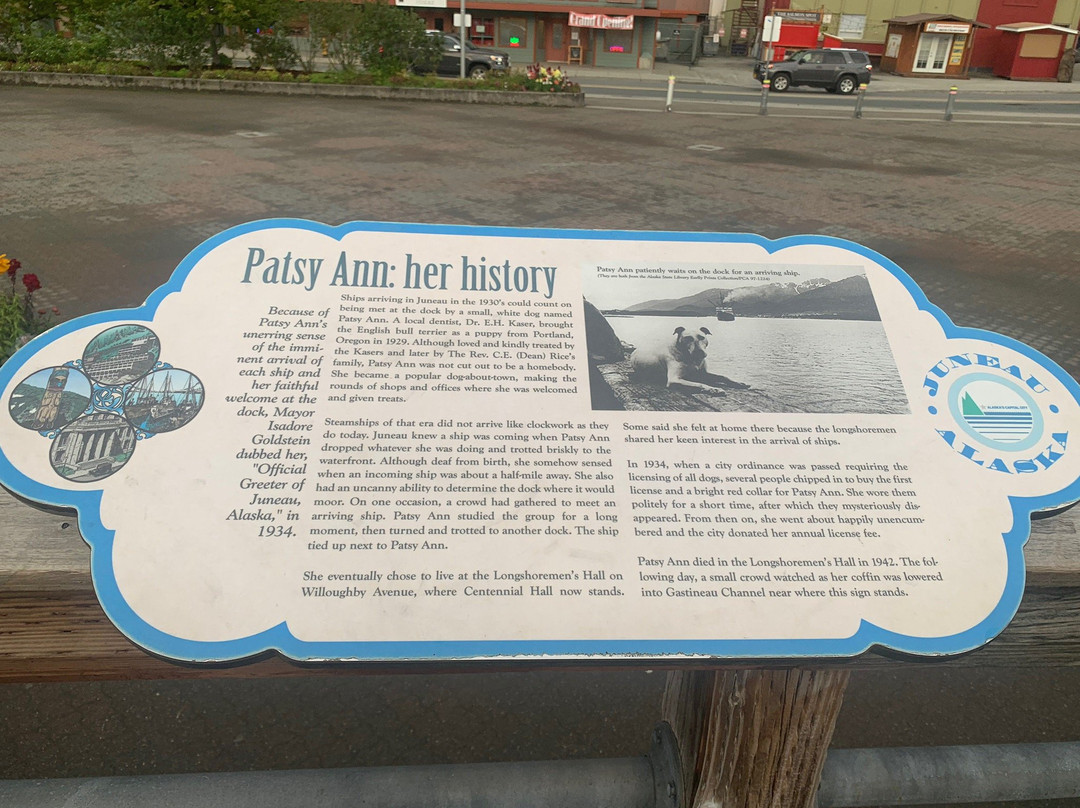 Patsy Ann: her history
Because of
Patsy Ann's
unerring sense
of the immi-
nent arrival of
each ship and
her faithful
welcome at the
dock, Mayor
Isadore
Goldstein
dubbed her,
"Official
Greeter of
Juneau,
Alaska," in
1934.
Ships arriving in Juneau in the 1930's could count on
being met at the dock by a small, white dog named
Patsy Ann. A local dentist, Dr. E.H. Kaser, brought
the English bull terrier as a puppy from Portland,
Oregon in 1929. Although loved and kindly treated by
the Kasers and later by The Rev. C.E. (Dean) Rice's
family, Patsy Ann was not cut out to be a homebody.
She became a popular dog-about-town, making the
rounds of shops and offices where she was welcomed
and given treats.
Steamships of that era did not arrive like clockwork as they
do today. Juneau knew a ship was coming when Patsy Ann
dropped whatever she was doing and trotted briskly to the
waterfront. Although deaf from birth, she somehow sensed
when an incoming ship was about a half-mile away. She also
had an uncanny ability to determine the dock where it would
moor. On one occasion, a crowd had gathered to meet an
arriving ship. Patsy Ann studied the group for a long
moment, then turned and trotted to another dock. The ship
tied up next to Patsy Ann.
She eventually chose to live at the Longshoremen's Hall on
Willoughby Avenue, where Centennial Hall now stands.
Patsy Ann patiently waits on the dock for an arriving ship.
Some said she felt at home there because the longshoremen
shared her keen interest in the arrival of ships.
In 1934, when a city ordinance was passed requiring the
licensing of all dogs, several people chipped in to buy the first
license and a bright red collar for Patsy Ann. She wore them
politely for a short time, after which they mysteriously dis-
appeared. From then on, she went about happily unencum-
bered and the city donated her annual license fee.
Patsy Ann died in the Longshoremen's Hall in 1942. The fol-
lowing day, a small crowd watched as her coffin was lowered
into Gastineau Channel near where this sign stands.
JUNEAU
ALASKA'S CAPITAL CITY
ALASKA